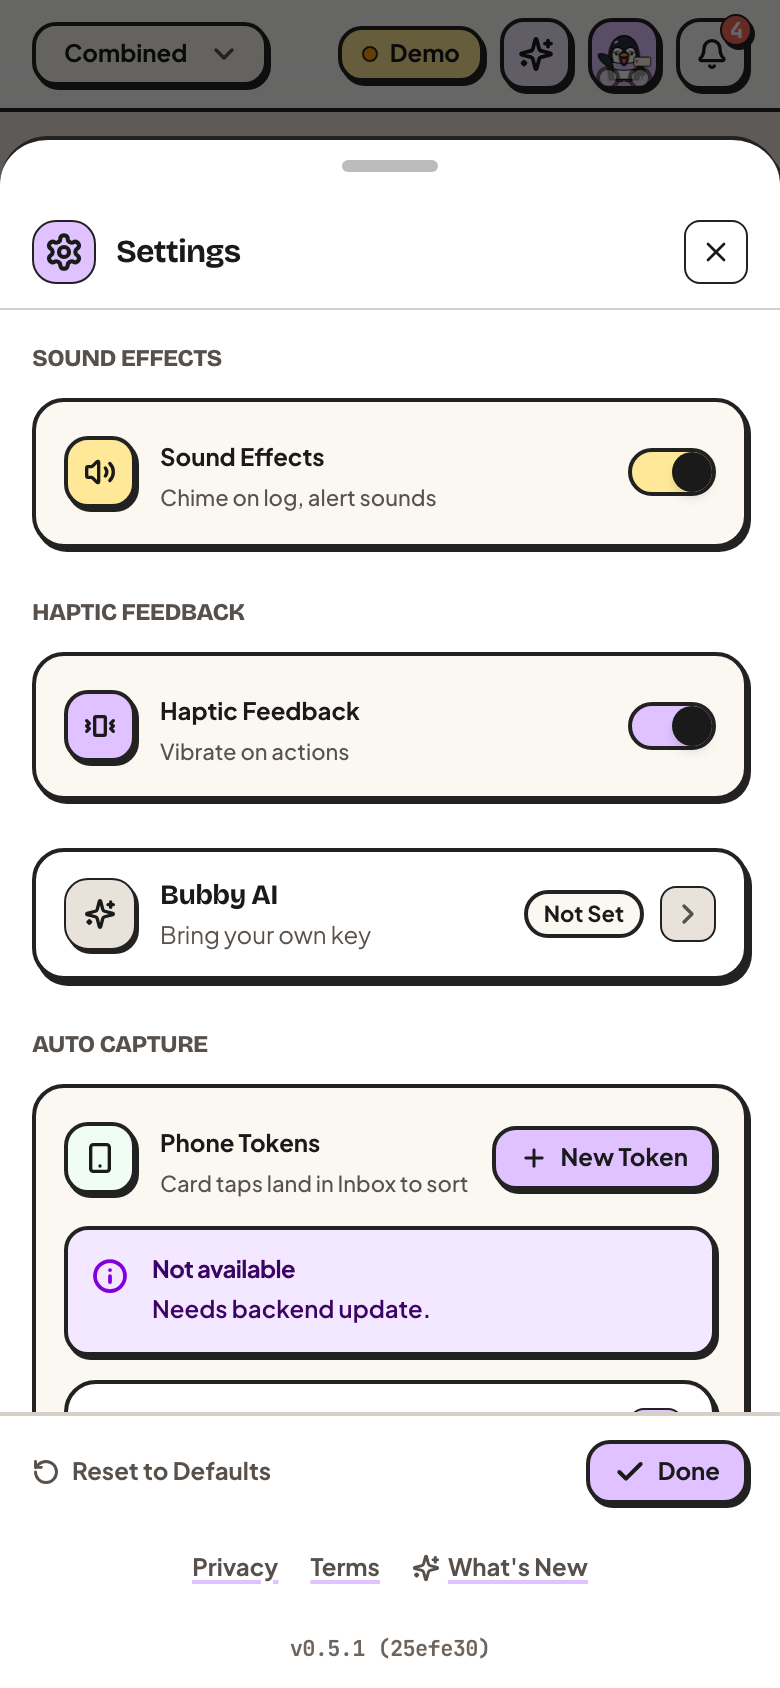 Combined
Demo
4
Settings
SOUND EFFECTS
Sound Effects
Chime on log, alert sounds
HAPTIC FEEDBACK
Haptic Feedback
Vibrate on actions
Bubby AI
Bring your own key
Not Set
AUTO CAPTURE
Phone Tokens
Card taps land in Inbox to sort
New Token
Not available
Needs backend update.
Reset to Defaults
Done
Privacy
Terms
What's New
v0.5.1 (25efe30)